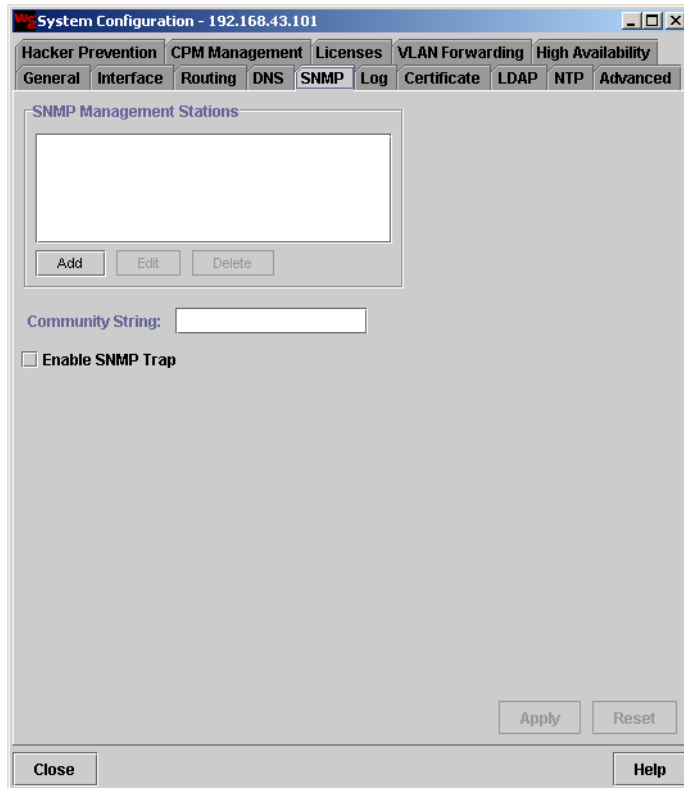 WG System Configuration - 192.168.43.101
Hacker Prevention CPM Management Licenses VLAN Forwarding High Availability
General Interface Routing DNS SNMP Log Certificate LDAP NTP Advanced
SNMP Management Stations
Add Edit Delete
Community String:
Enable SNMP Trap
Apply Reset
Close Help